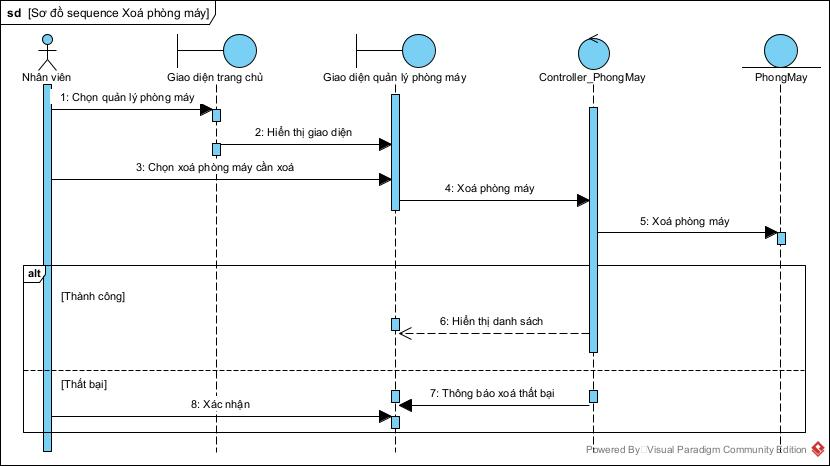 sd [Sơ đồ sequence Xoá phòng máy]
Nhân viên
Giao diện trang chủ
Giao diện quản lý phòng máy
Controller_PhongMay
PhongMay
1: Chọn quản lý phòng máy
2: Hiển thị giao diện
3: Chọn xoá phòng máy cần xoá
4: Xoá phòng máy
5: Xoá phòng máy
alt
[Thành công]
6: Hiển thị danh sách
[Thất bại]
7: Thông báo xoá thất bại
8: Xác nhận
Powered By Visual Paradigm Community Edition